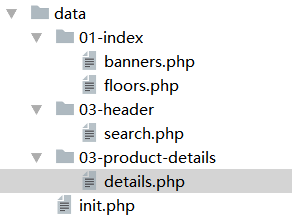 data
01-index
banners.php
floors.php
03-header
search.php
03-product-details
details.php
init.php